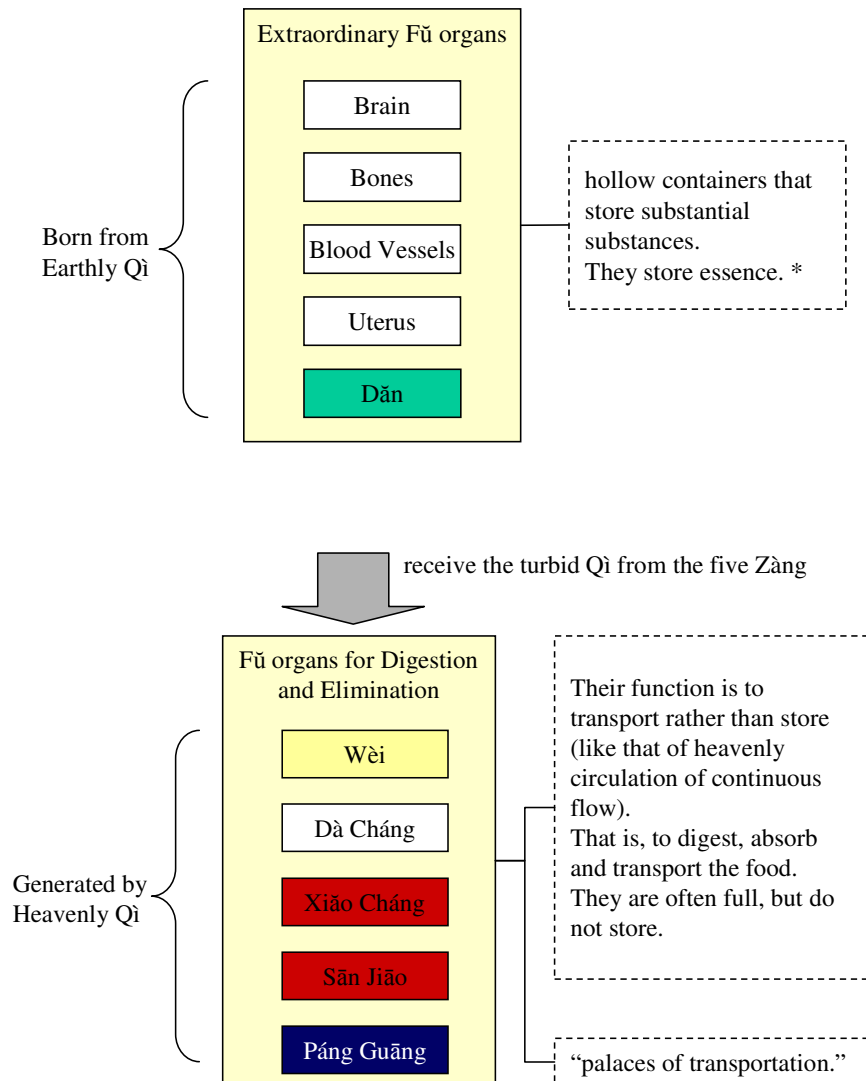 Extraordinary Fŭ organs
Brain
Bones
Blood Vessels
Uterus
Dăn
Born from
Earthly Qì
hollow containers that
store substantial
substances.
They store essence. *
receive the turbid Qì from the five Zàng
Fŭ organs for Digestion
and Elimination
Wèi
Dà Cháng
Xiăo Cháng
Sān Jiāo
Páng Guāng
Generated by
Heavenly Qì
Their function is to
transport rather than store
(like that of heavenly
circulation of continuous
flow).
That is, to digest, absorb
and transport the food.
They are often full, but do
not store.
“palaces of transportation.”